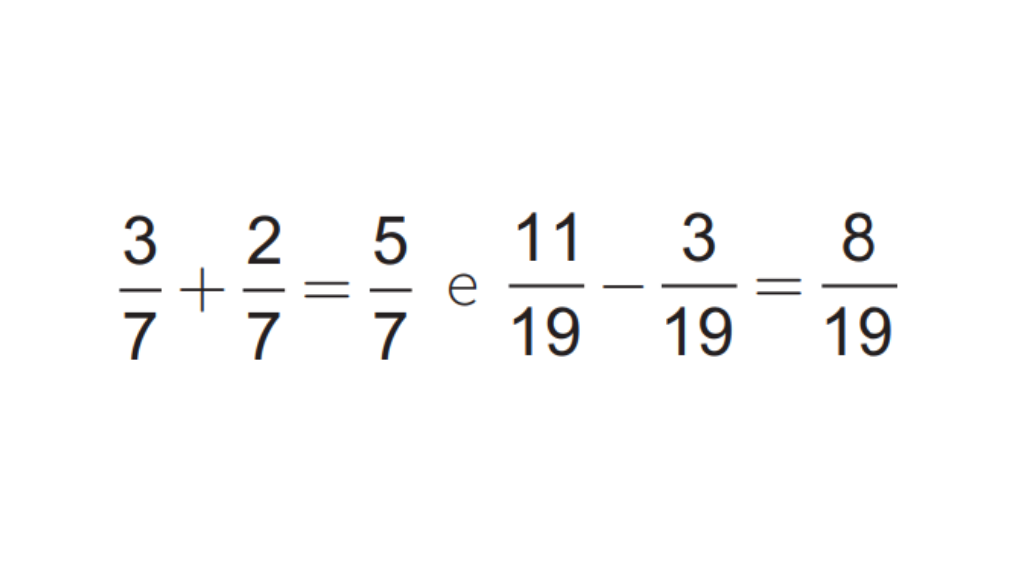 3/7 + 2/7 = 5/7 e 11/19 − 3/19 = 8/19